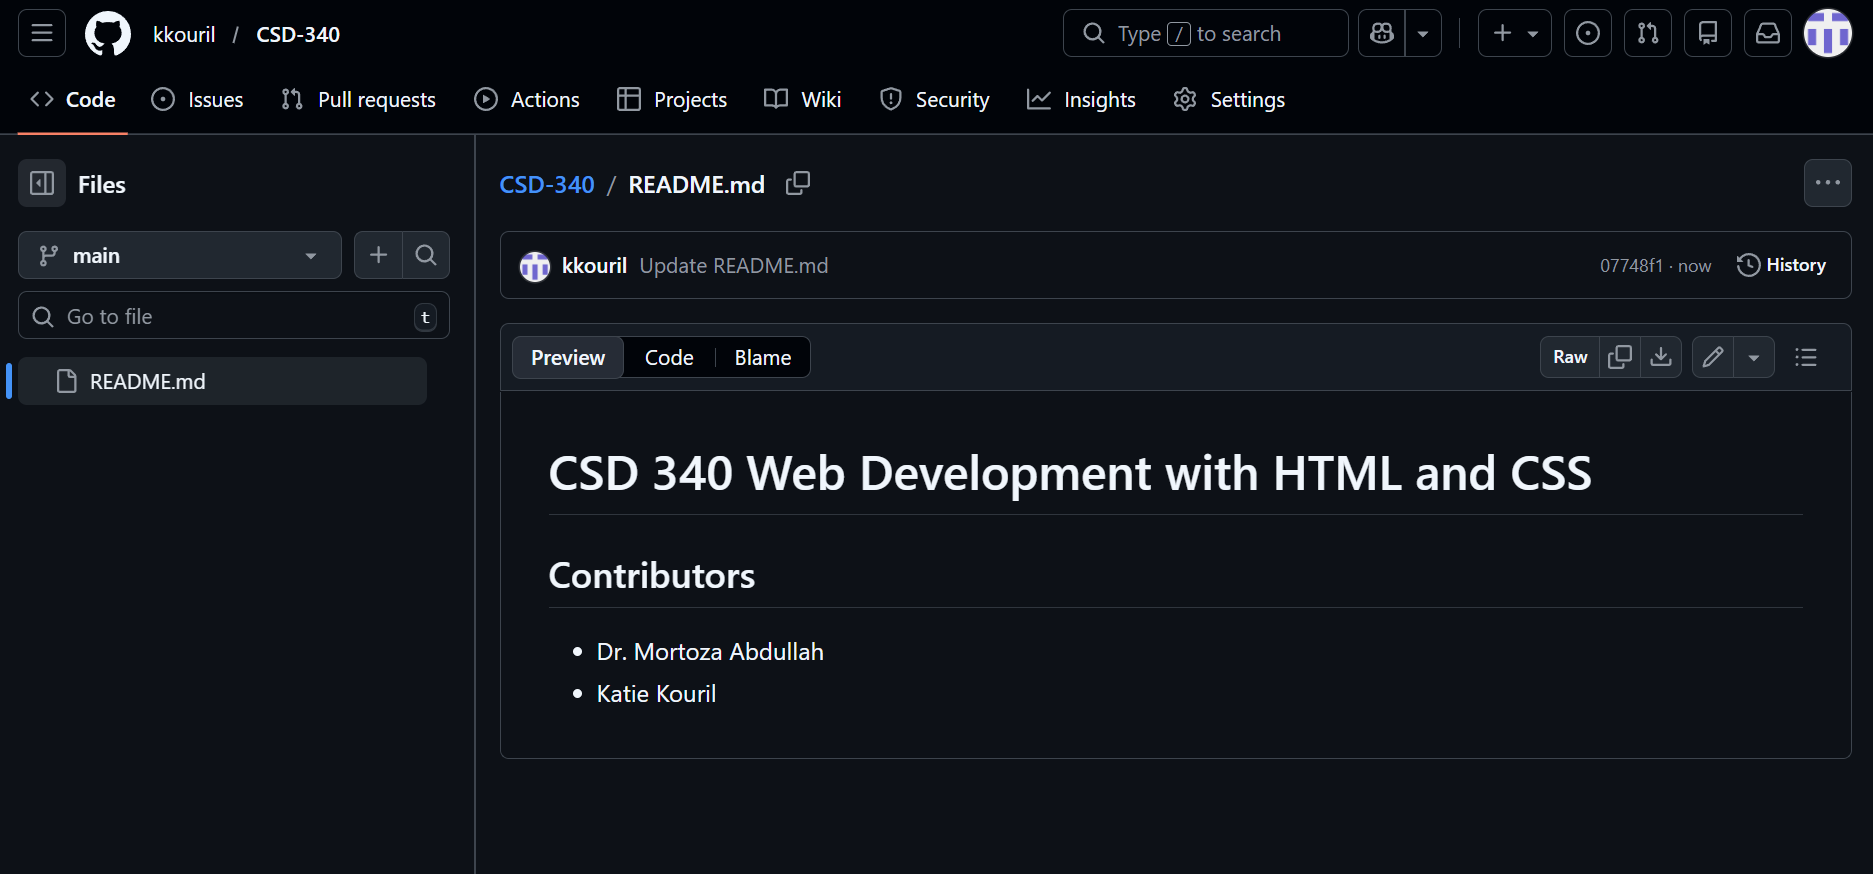 kkouril / CSD-340
Type / to search
Code Issues Pull requests Actions Projects Wiki Security Insights Settings
Files
CSD-340 / README.md
main
kkouril Update README.md 07748f1 · now History
Go to file t
Preview Code Blame Raw
README.md
CSD 340 Web Development with HTML and CSS
Contributors
• Dr. Mortoza Abdullah
• Katie Kouril